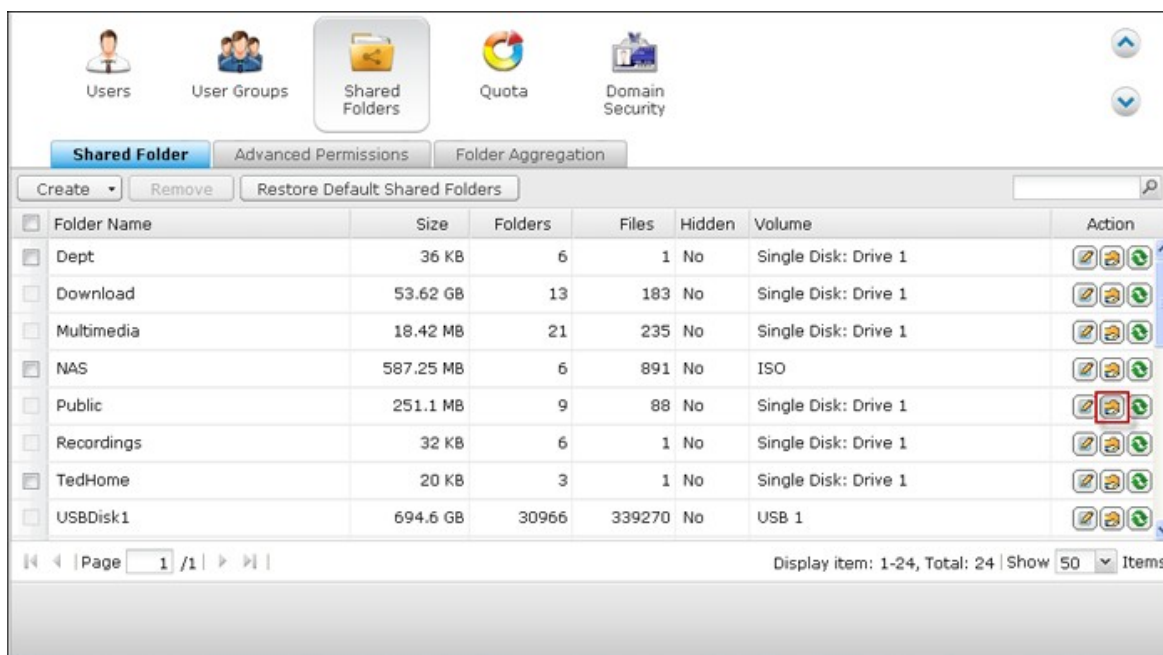 Users
User Groups
Shared
Folders
Quota
Domain
Security
Shared Folder
Advanced Permissions
Folder Aggregation
Create
Remove
Restore Default Shared Folders
Folder Name Size Folders Files Hidden Volume Action
Dept 36 KB 6 1 No Single Disk: Drive 1
Download 53.62 GB 13 183 No Single Disk: Drive 1
Multimedia 18.42 MB 21 235 No Single Disk: Drive 1
NAS 587.25 MB 6 891 No ISO
Public 251.1 MB 9 88 No Single Disk: Drive 1
Recordings 32 KB 6 1 No Single Disk: Drive 1
TedHome 20 KB 3 1 No Single Disk: Drive 1
USBDisk1 694.6 GB 30966 339270 No USB 1
Page 1 /1 Display item: 1-24, Total: 24 Show 50 Items